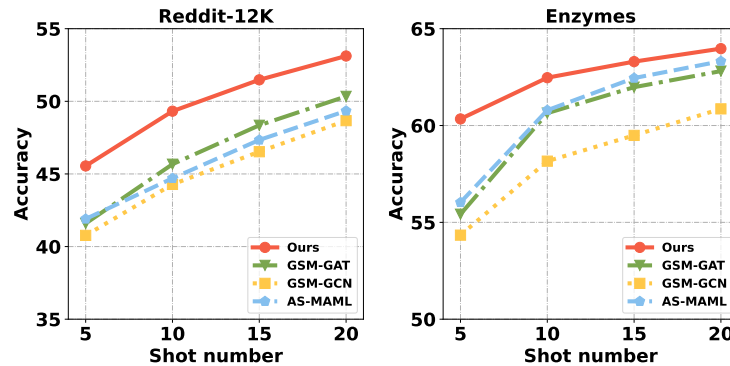 Reddit-12K
55
50
45
40
35
Accuracy
5 10 15 20
Shot number
Ours
GSM-GAT
GSM-GCN
AS-MAML
Enzymes
65
60
55
50
Accuracy
5 10 15 20
Shot number
Ours
GSM-GAT
GSM-GCN
AS-MAML